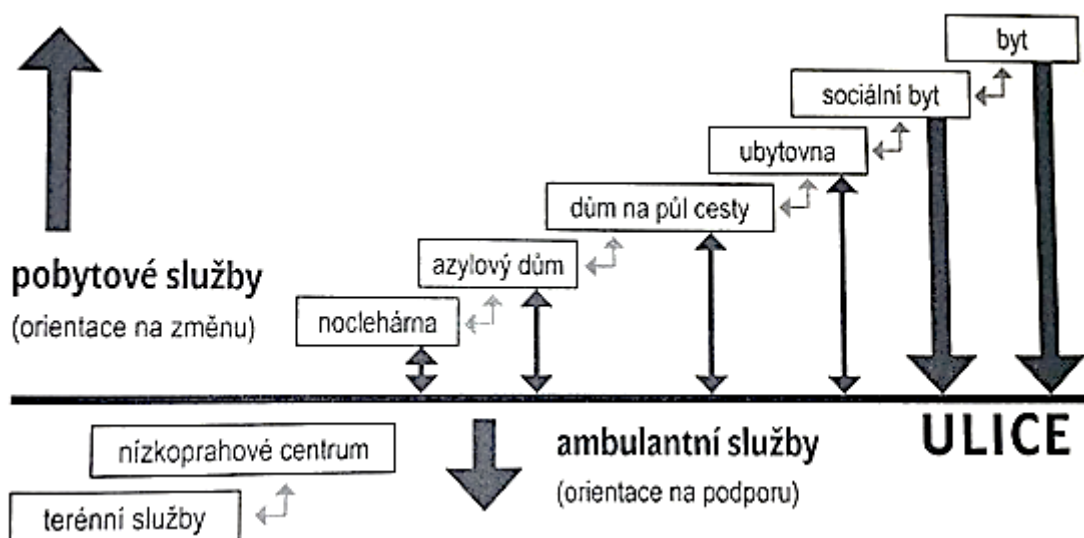 byt
sociální byt
ubytovna
dům na půl cesty
azylový dům
noclehárna
pobytové služby
(orientace na změnu)
ULICE
nízkoprahové centrum
terénní služby
ambulantní služby
(orientace na podporu)